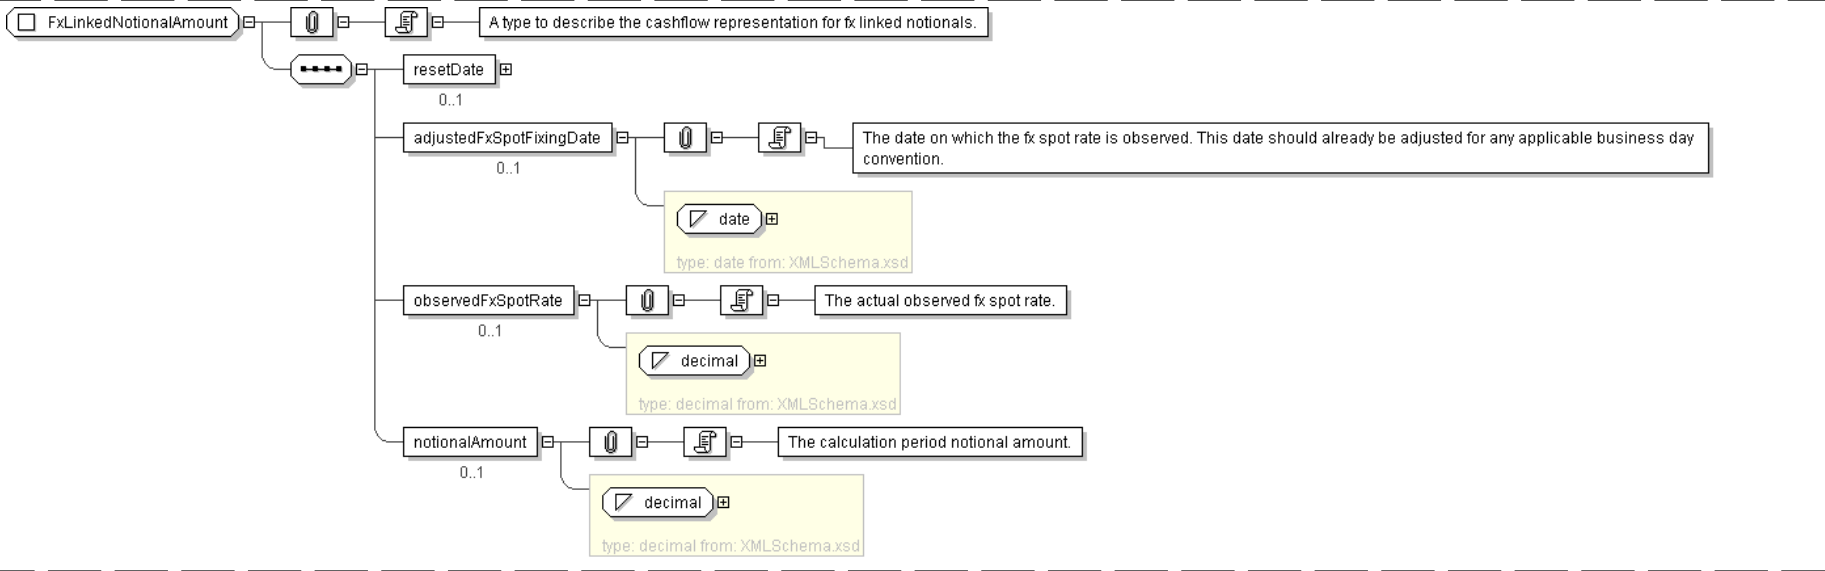 FxLinkedNotionalAmount
A type to describe the cashflow representation for fx linked notionals.
resetDate
0..1
adjustedFxSpotFixingDate
0..1
The date on which the fx spot rate is observed. This date should already be adjusted for any applicable business day
convention.
date
type: date from: XMLSchema.xsd
observedFxSpotRate
0..1
The actual observed fx spot rate.
decimal
type: decimal from: XMLSchema.xsd
notionalAmount
0..1
The calculation period notional amount.
decimal
type: decimal from: XMLSchema.xsd